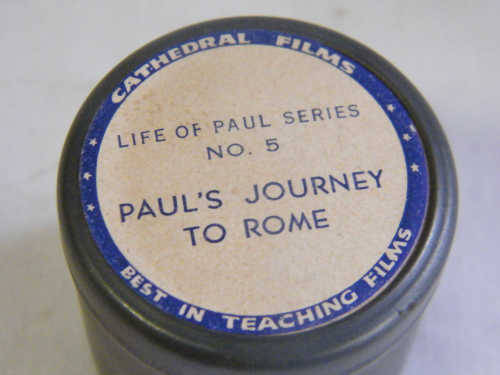 CATHEDRAL FILMS
LIFE OF PAUL SERIES
NO. 5
PAUL'S JOURNEY
TO ROME
BEST IN TEACHING FILMS